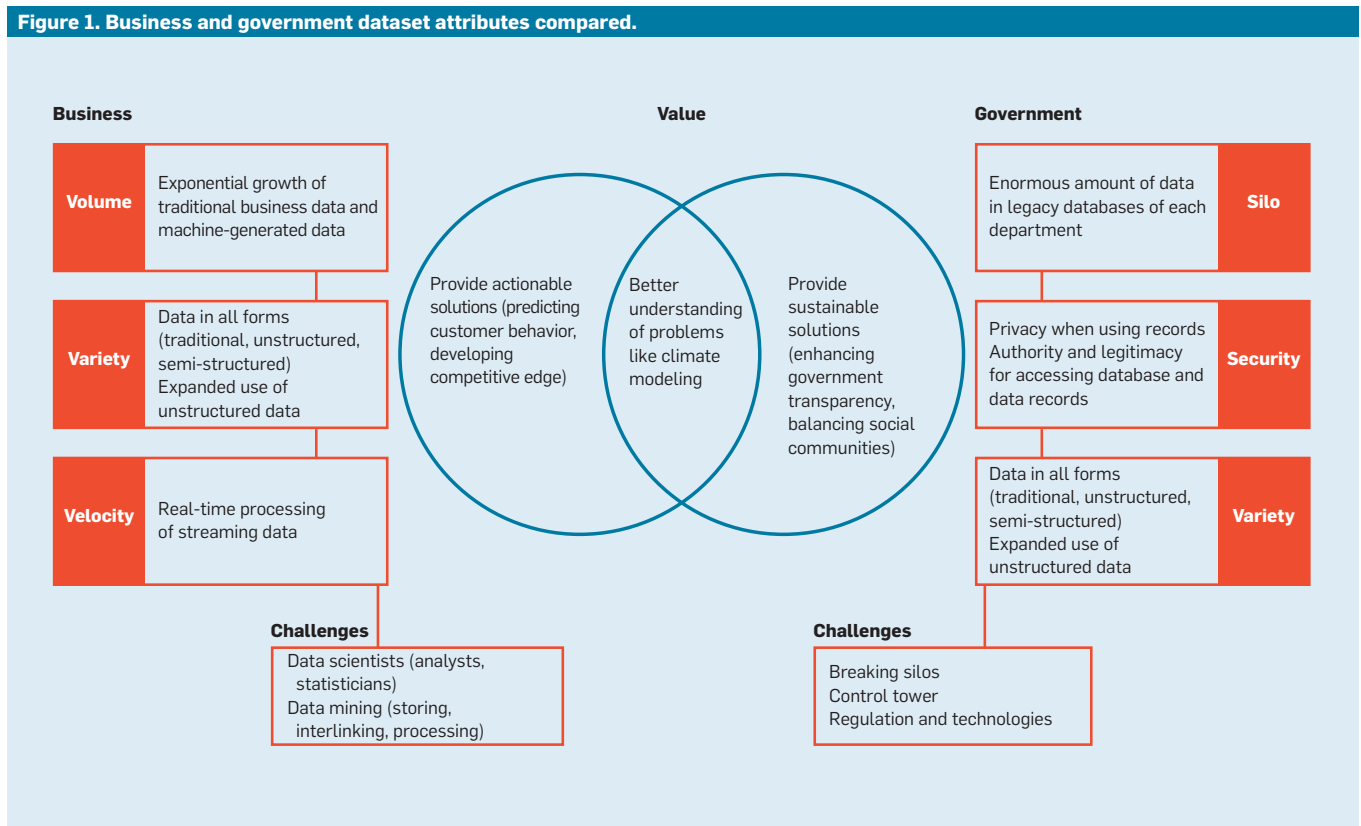 Figure 1. Business and government dataset attributes compared.
Business
Volume
Exponential growth of
traditional business data and
machine-generated data
Variety
Data in all forms
(traditional, unstructured,
semi-structured)
Expanded use of
unstructured data
Velocity
Real-time processing
of streaming data
Challenges
Data scientists (analysts,
statisticians)
Data mining (storing,
interlinking, processing)
Value
Provide actionable
solutions (predicting
customer behavior,
developing
competitive edge)
Better
understanding
of problems
like climate
modeling
Provide
sustainable
solutions
(enhancing
government
transparency,
balancing social
communities)
Government
Enormous amount of data
in legacy databases of each
department
Silo
Privacy when using records
Authority and legitimacy
for accessing database and
data records
Security
Data in all forms
(traditional, unstructured,
semi-structured)
Expanded use of
unstructured data
Variety
Challenges
Breaking silos
Control tower
Regulation and technologies